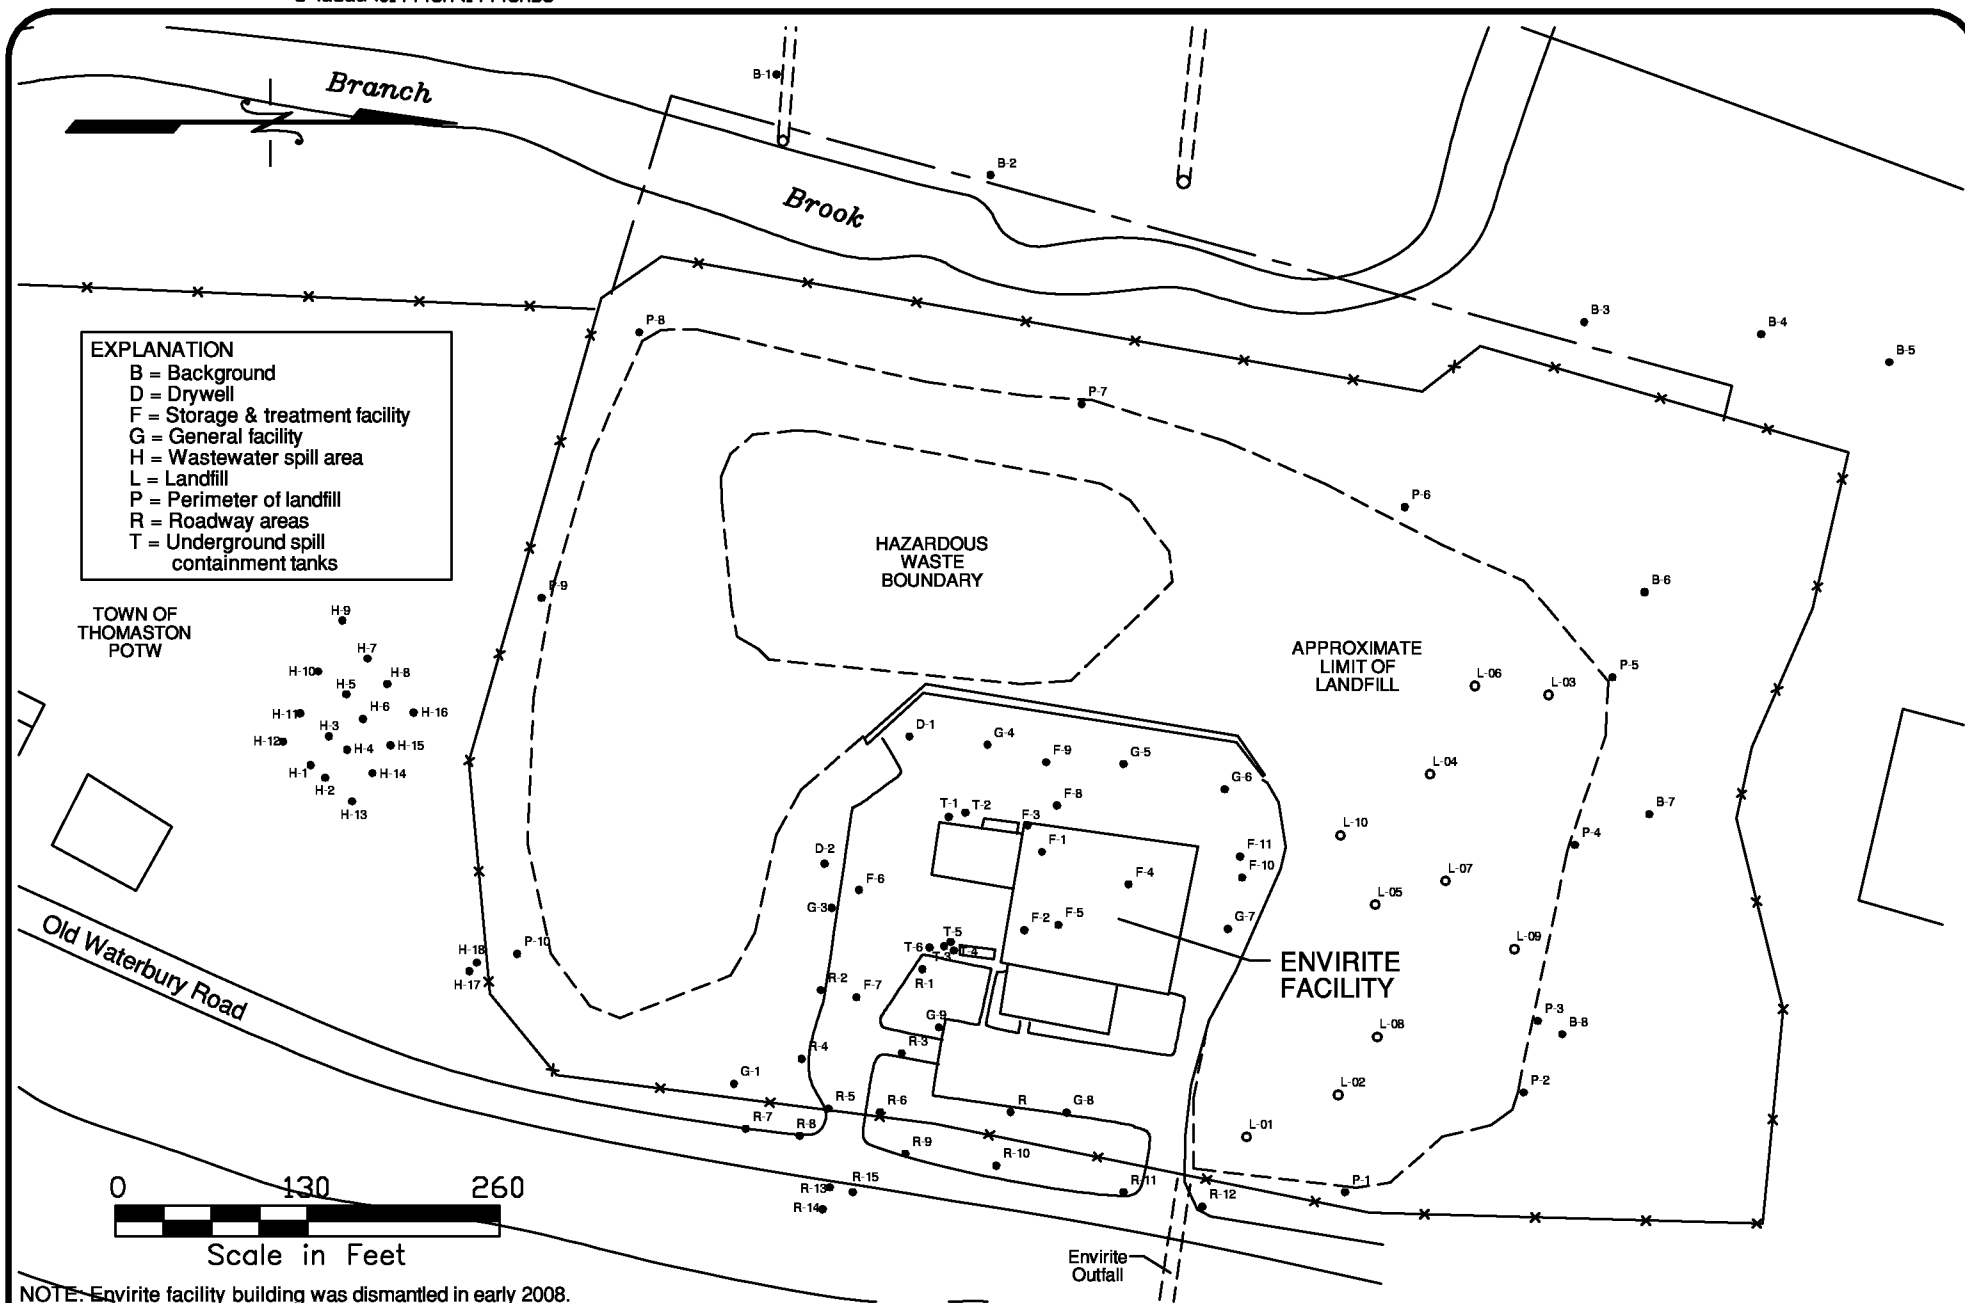 Branch
Brook
B-1
B-2
B-3
B-4
B-5
EXPLANATION
B = Background
D = Drywell
F = Storage & treatment facility
G = General facility
H = Wastewater spill area
L = Landfill
P = Perimeter of landfill
R = Roadway areas
T = Underground spill
containment tanks
P-8
P-7
P-6
HAZARDOUS
WASTE
BOUNDARY
P-9
B-6
TOWN OF
THOMASTON
POTW
H-9
H-7
H-10
H-8
H-5
H-11
H-6
H-16
H-3
H-12
H-4
H-15
H-1
H-14
H-2
H-13
APPROXIMATE
LIMIT OF
LANDFILL
P-5
L-06
L-03
D-1
G-4
F-9
G-5
G-6
L-04
B-7
T-1
T-2
F-8
F-3
F-1
L-10
P-4
D-2
F-6
F-4
F-11
F-10
L-07
L-05
G-3
F-2
F-5
G-7
L-09
T-5
T-6
T-4
T-3
H-18
P-10
H-17
R-1
R-2
F-7
ENVIRITE
FACILITY
Old Waterbury Road
G-9
P-3
B-8
L-08
R-3
R-4
G-1
P-2
L-02
R-5
R-6
R
G-8
R-7
R-8
L-01
R-9
R-10
R-11
R-12
P-1
R-13
R-15
R-14
0 130 260
Scale in Feet
Envirite
Outfall
NOTE: Envirite facility building was dismantled in early 2008.